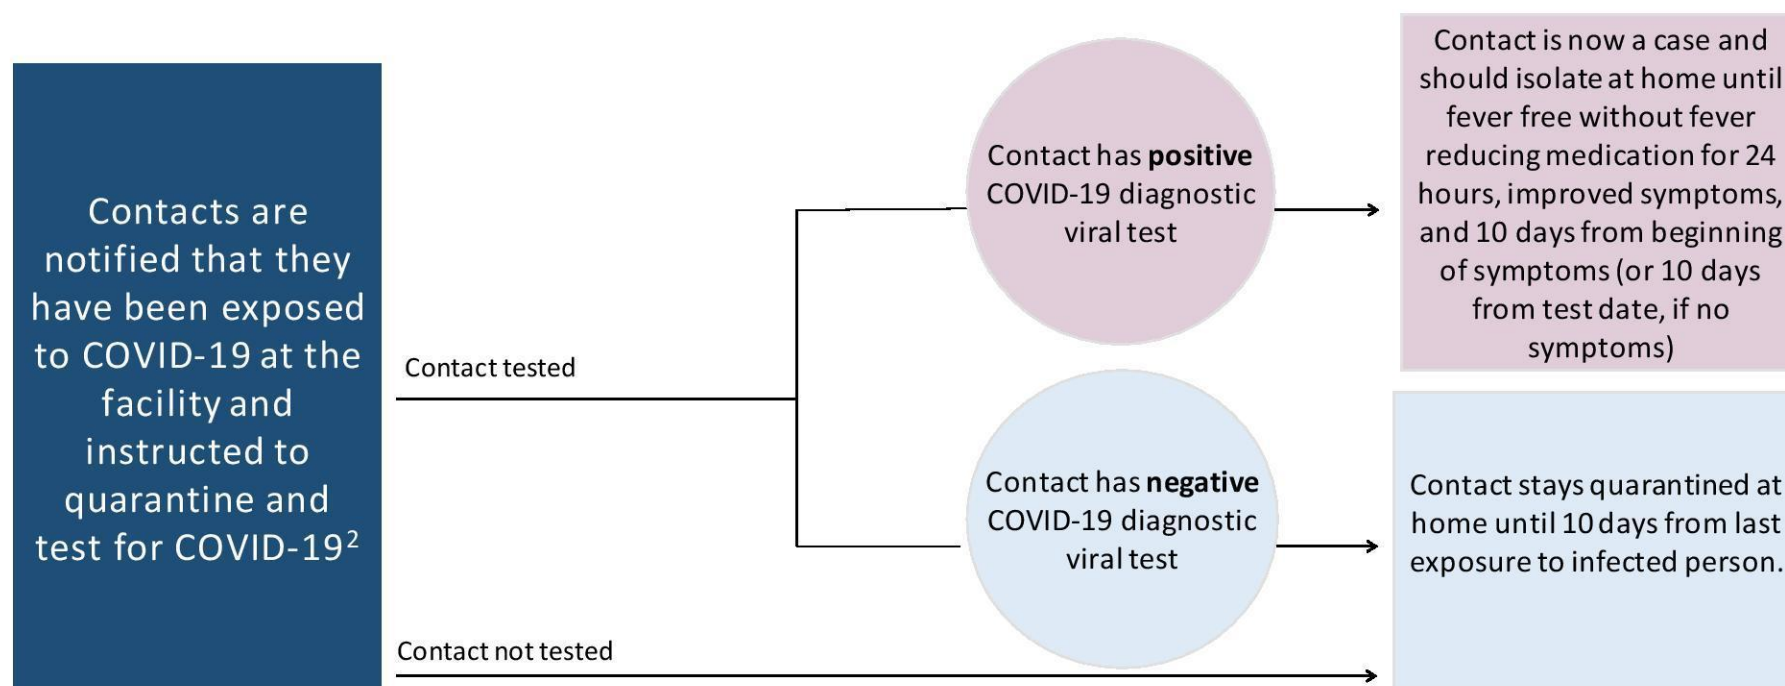 Contacts are
notified that they
have been exposed
to COVID-19 at the
facility and
instructed to
quarantine and
test for COVID-19²
Contact tested
Contact not tested
Contact has positive
COVID-19 diagnostic
viral test
Contact has negative
COVID-19 diagnostic
viral test
Contact is now a case and
should isolate at home until
fever free without fever
reducing medication for 24
hours, improved symptoms,
and 10 days from beginning
of symptoms (or 10 days
from test date, if no
symptoms)
Contact stays quarantined at
home until 10 days from last
exposure to infected person.